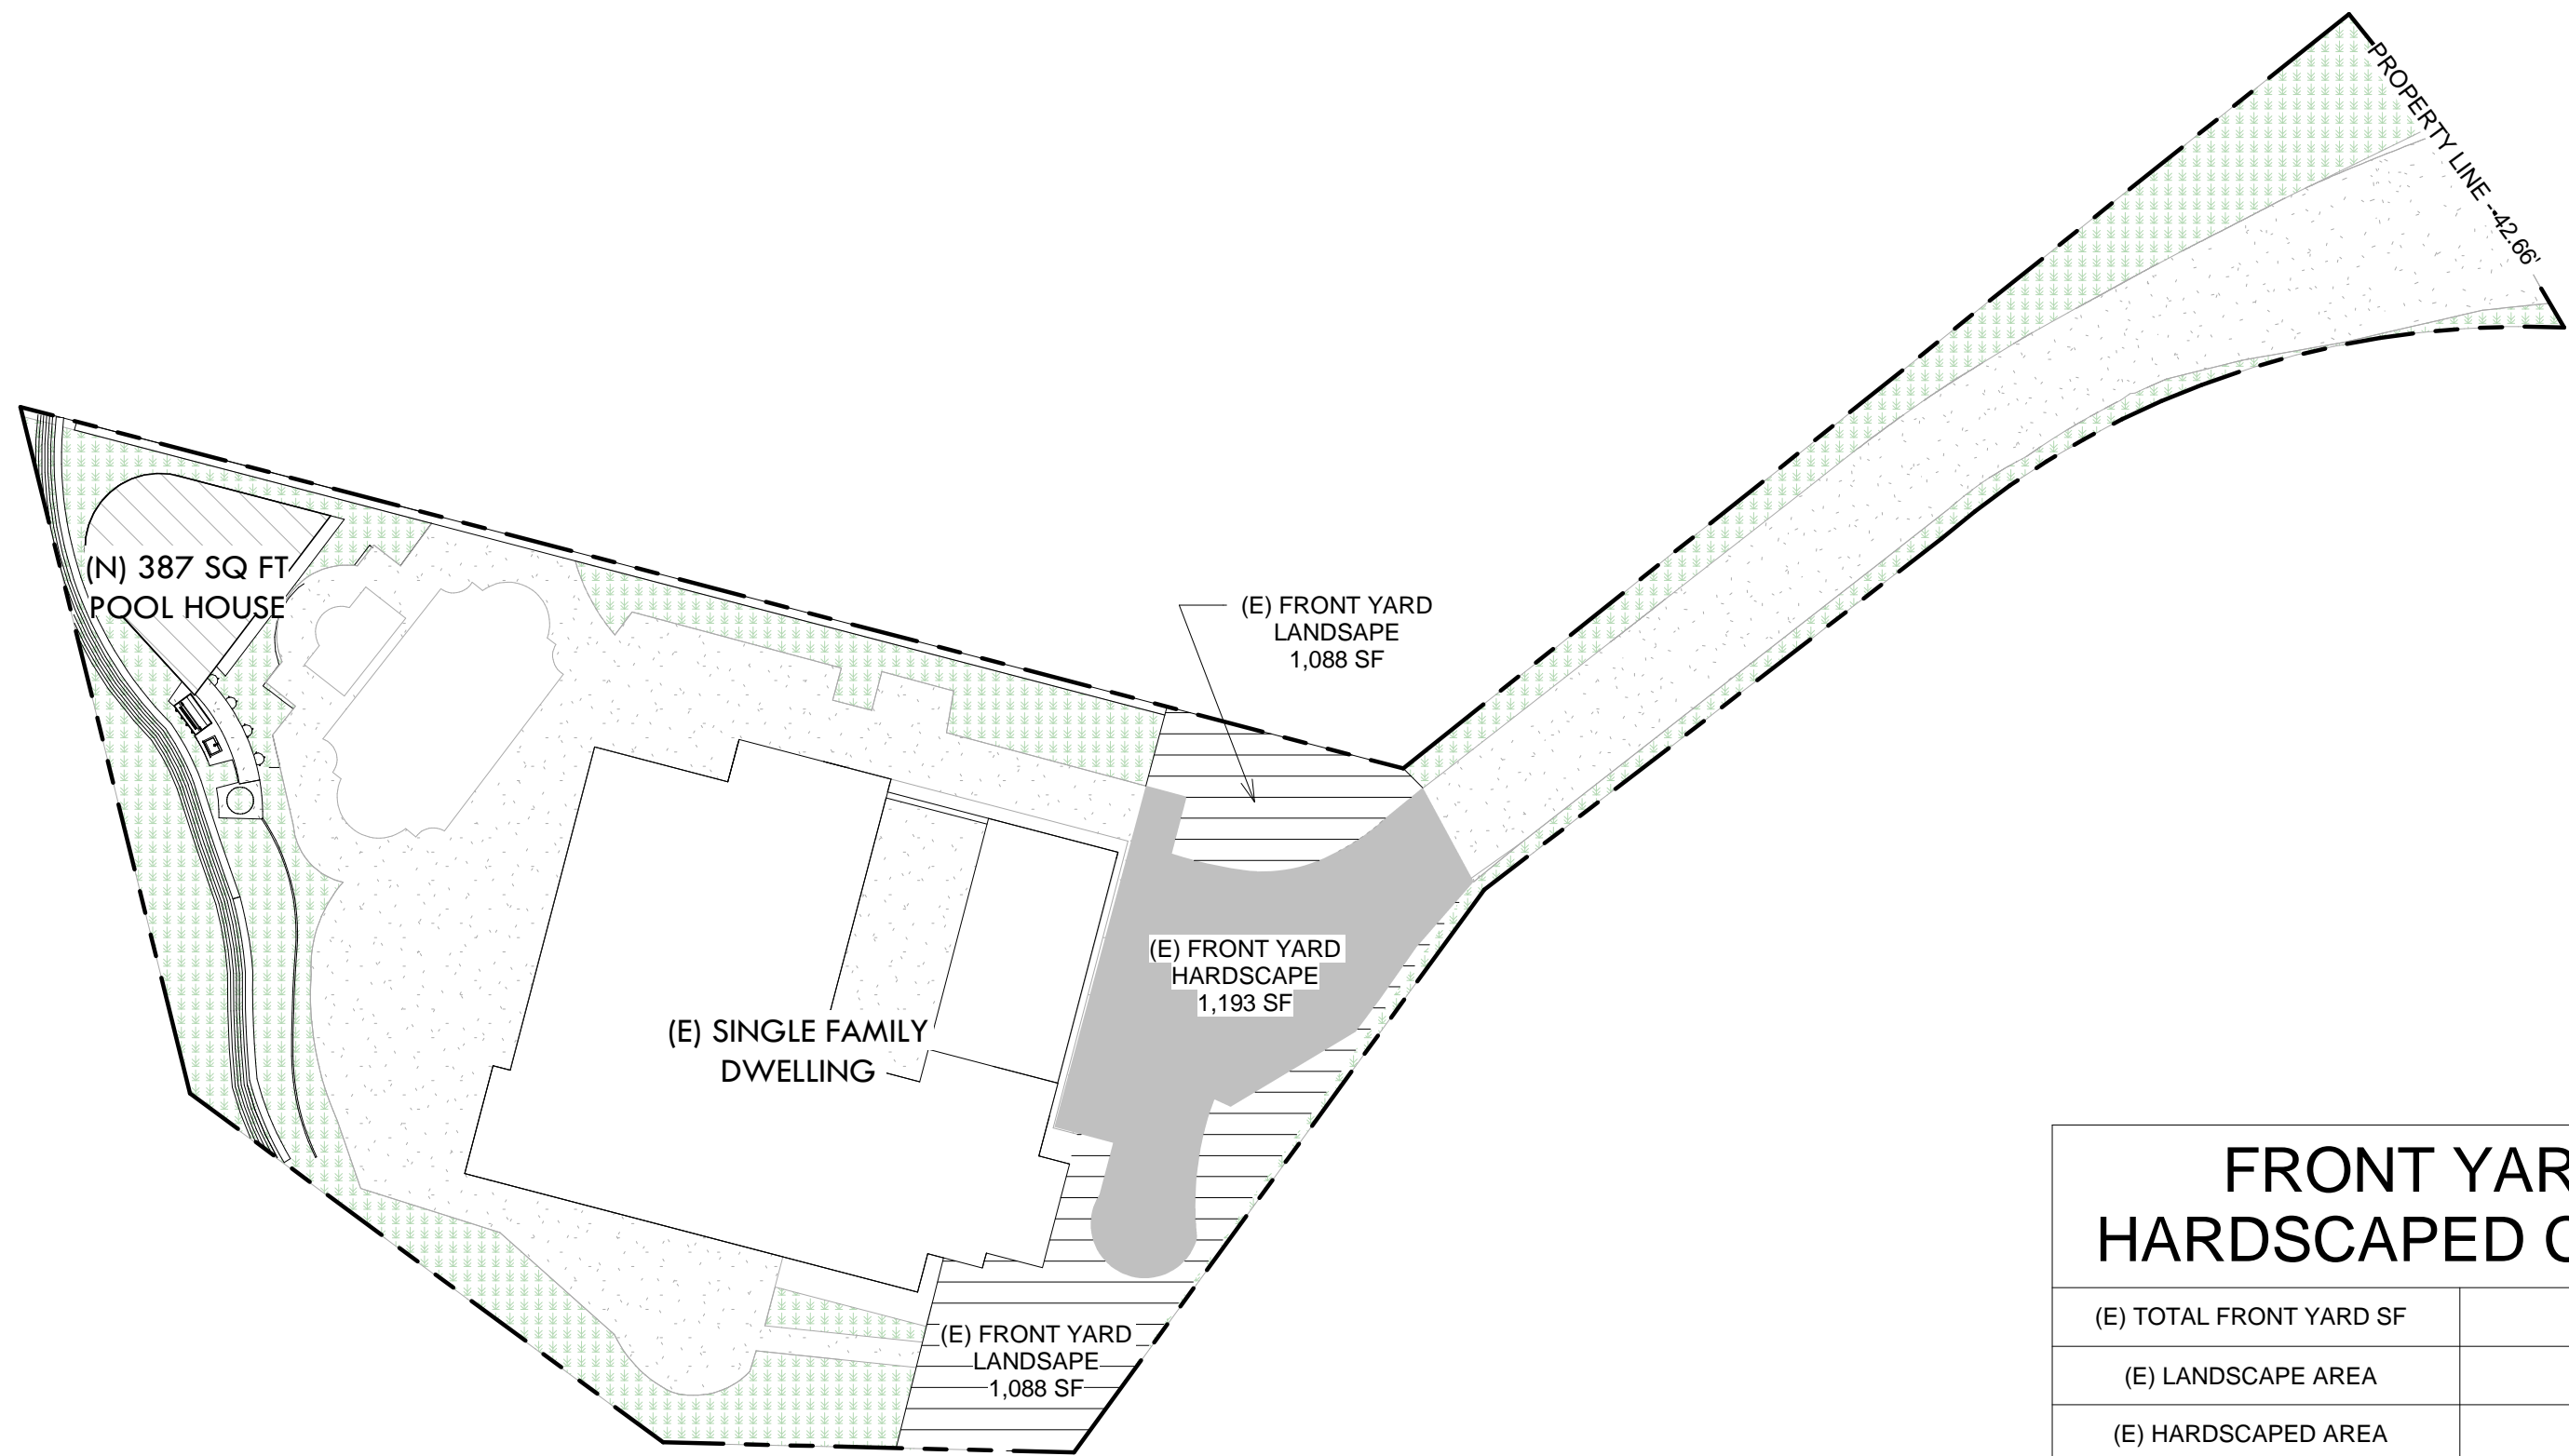 PROPERTY LINE - 42.66'
(N) 387 SQ FT
POOL HOUSE
(E) FRONT YARD
LANDSAPE
1,088 SF
(E) FRONT YARD
HARDSCAPE
1,193 SF
(E) SINGLE FAMILY
DWELLING
(E) FRONT YARD
LANDSAPE
1,088 SF
FRONT YAR
HARDSCAPED
(E) TOTAL FRONT YARD SF
(E) LANDSCAPE AREA
(E) HARDSCAPED AREA